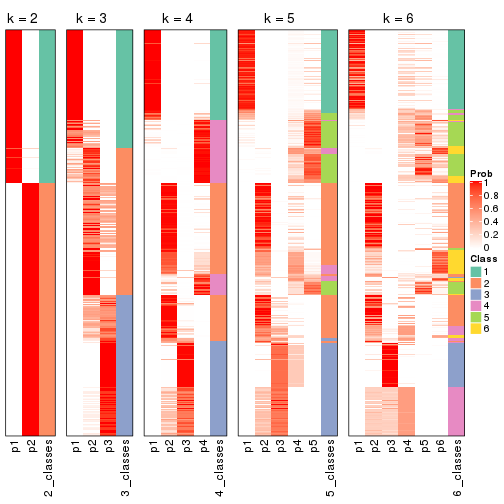 k = 2
k = 3
k = 4
k = 5
k = 6
Prob
1
0.8
0.6
0.4
0.2
0
Class
1
2
3
4
5
6
p1
p2
2_classes
p1
p2
p3
3_classes
p1
p2
p3
p4
4_classes
p1
p2
p3
p4
p5
5_classes
p1
p2
p3
p4
p5
p6
6_classes